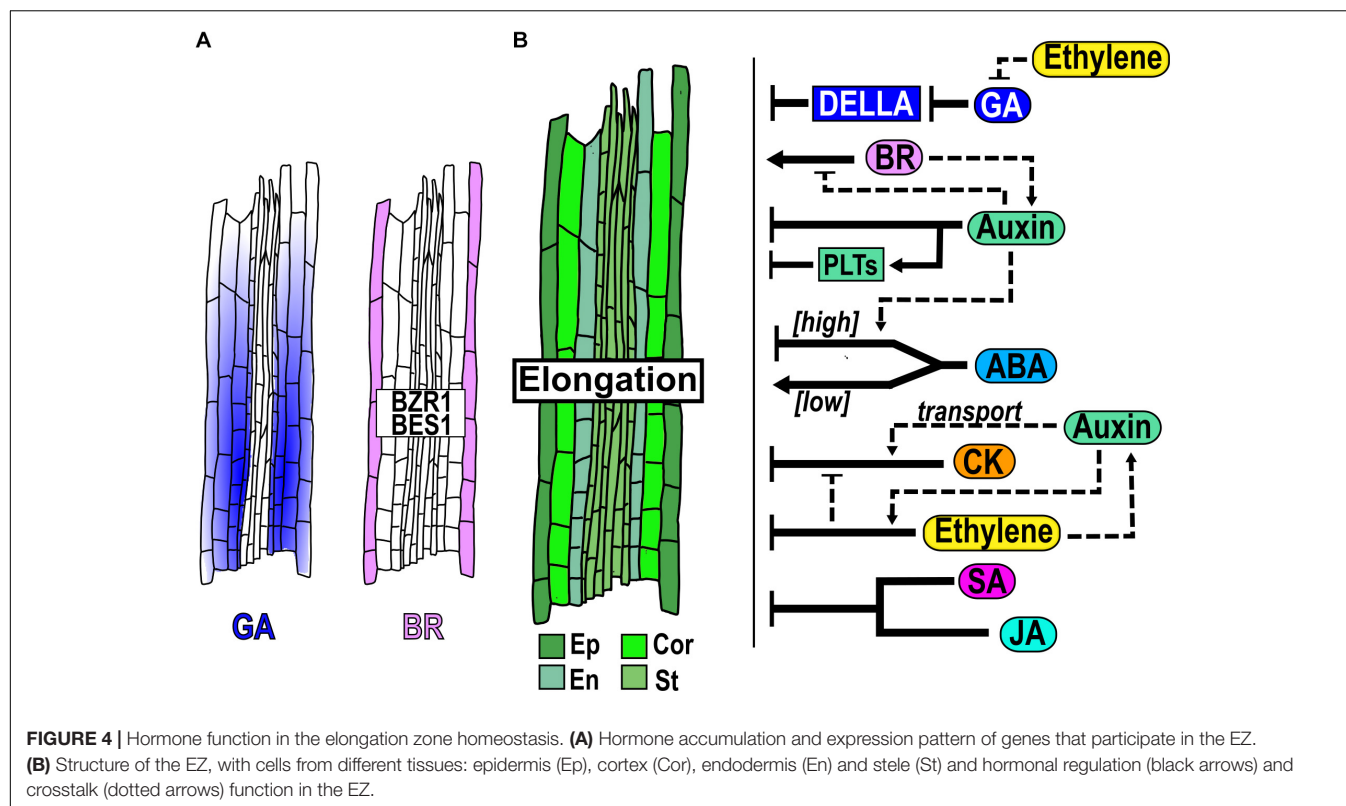 A
B
GA
BR
BZR1
BES1
Elongation
Ep
Cor
En
St
Ethylene
DELLA
GA
BR
Auxin
PLTs
[high]
ABA
[low]
transport
Auxin
CK
Ethylene
SA
JA
FIGURE 4 | Hormone function in the elongation zone homeostasis. (A) Hormone accumulation and expression pattern of genes that participate in the EZ.
(B) Structure of the EZ, with cells from different tissues: epidermis (Ep), cortex (Cor), endodermis (En) and stele (St) and hormonal regulation (black arrows) and
crosstalk (dotted arrows) function in the EZ.